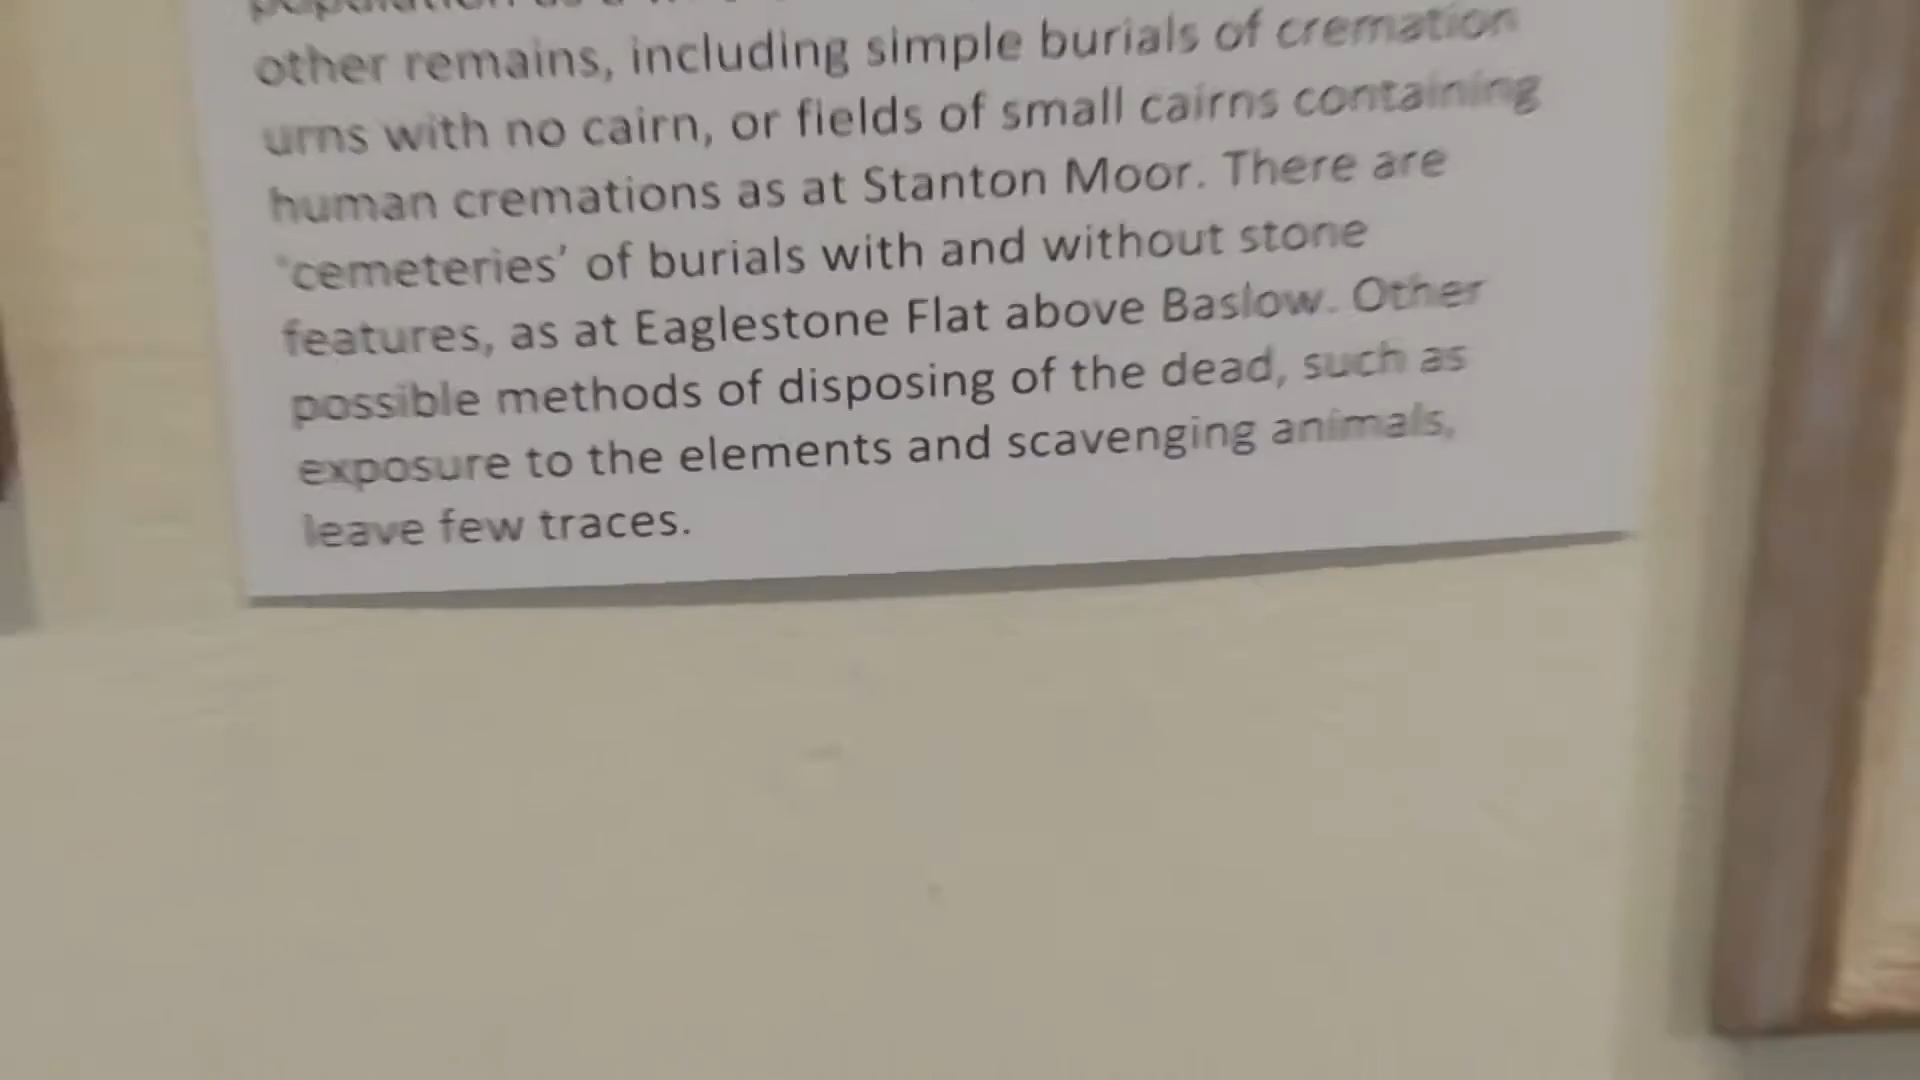 population as a
other remains, including simple burials of cremation
urns with no cairn, or fields of small cairns containing
human cremations as at Stanton Moor. There are
‘cemeteries’ of burials with and without stone
features, as at Eaglestone Flat above Baslow. Other
possible methods of disposing of the dead, such as
exposure to the elements and scavenging animals,
leave few traces.